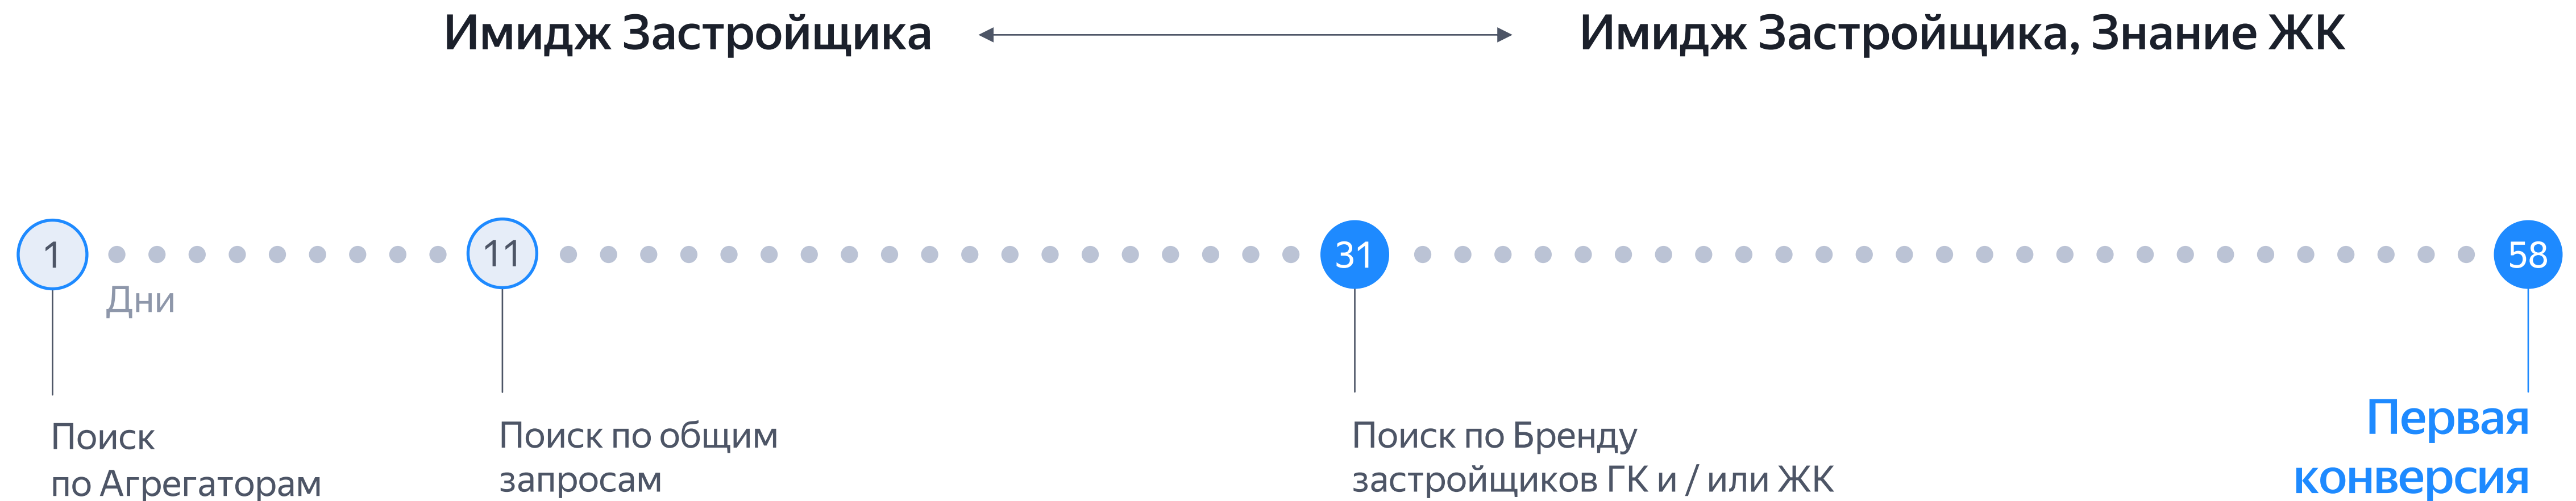 Имидж Застройщика
Имидж Застройщика, Знание ЖК
1
11
31
58
Дни
Поиск
по Агрегаторам
Поиск по общим
запросам
Поиск по Бренду
застройщиков ГК и / или ЖК
Первая
конверсия